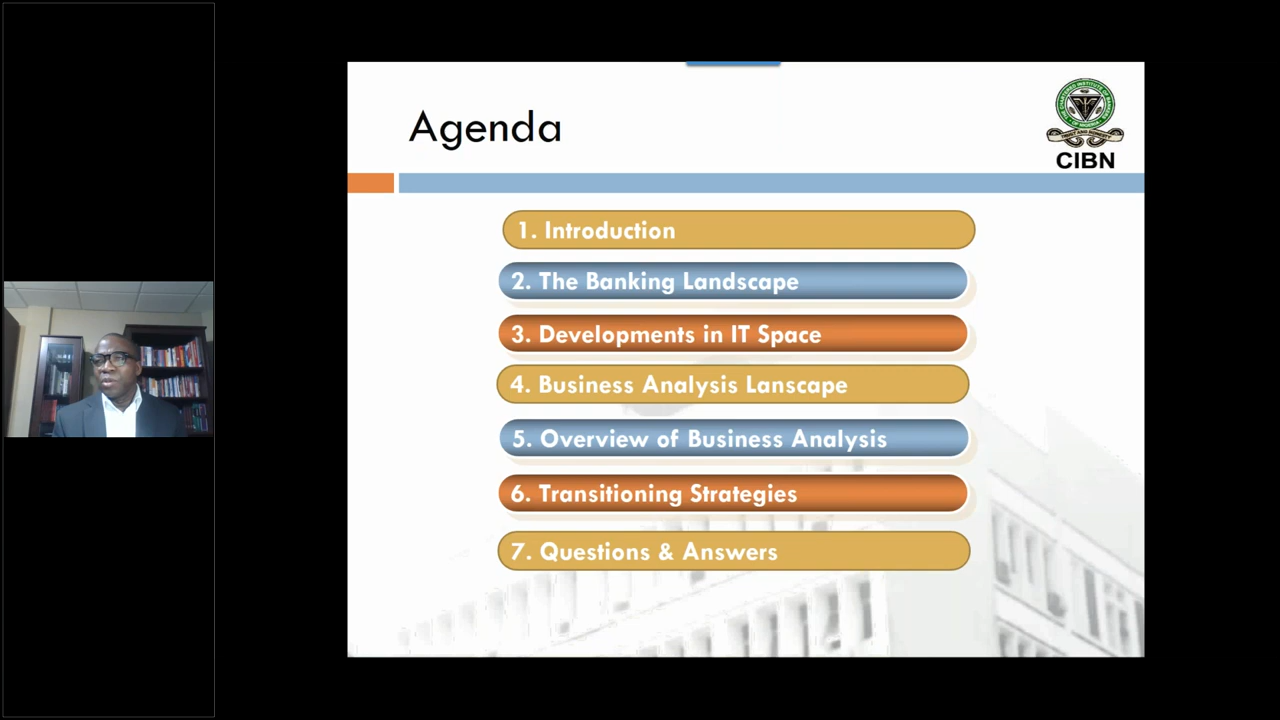 Agenda
CIBN
1. Introduction
2. The Banking Landscape
3. Developments in IT Space
4. Business Analysis Lanscape
5. Overview of Business Analysis
6. Transitioning Strategies
7. Questions & Answers